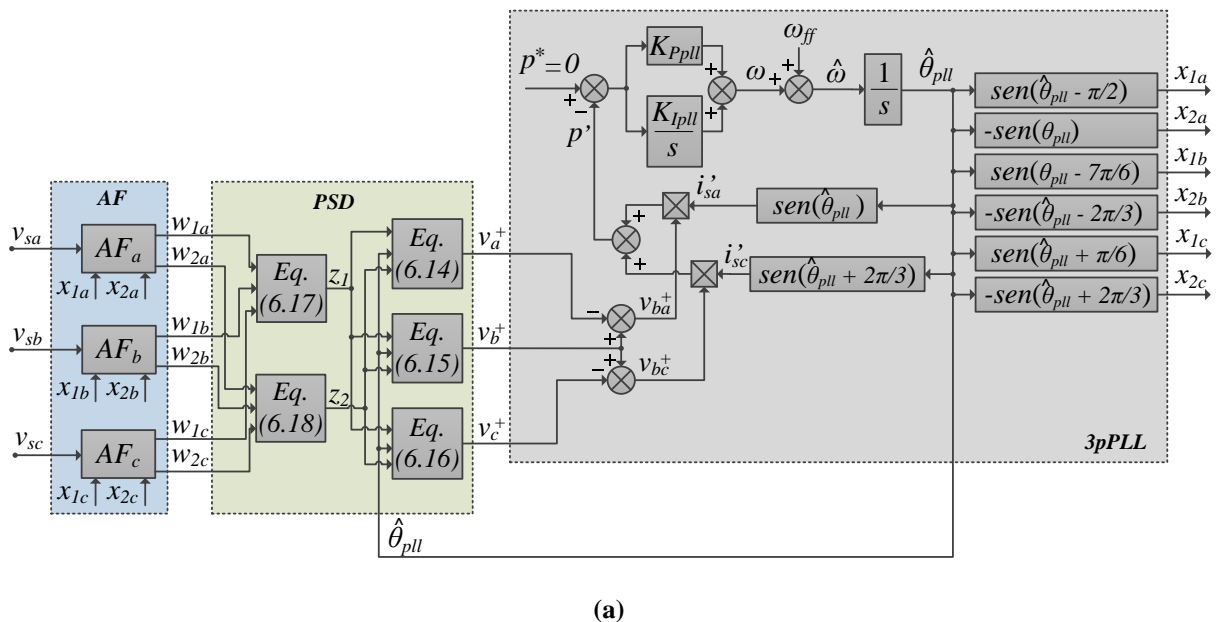 AF
v_sa
AF_a
x_1a
x_2a
v_sb
AF_b
x_1b
x_2b
v_sc
AF_c
x_1c
x_2c
w_1a
w_2a
w_1b
w_2b
w_1c
w_2c
PSD
Eq.
(6.17)
z_1
Eq.
(6.18)
z_2
Eq.
(6.14)
Eq.
(6.15)
Eq.
(6.16)
θ̂_pll
v_a^+
v_b^+
v_c^+
p*=0
+
−
p'
K_Ppll
K_Ipll
s
+
+
ω
+
ω_ff
+
ω̂
1
s
θ̂_pll
+
+
i'_sa
sen(θ̂_pll)
i'_sc
sen(θ̂_pll + 2π/3)
−
+
v_ba^+
+
−
v_bc^+
sen(θ̂_pll - π/2)
-sen(θ_pll)
sen(θ_pll - 7π/6)
-sen(θ̂_pll - 2π/3)
sen(θ̂_pll + π/6)
-sen(θ̂_pll + 2π/3)
x_1a
x_2a
x_1b
x_2b
x_1c
x_2c
3pPLL
(a)